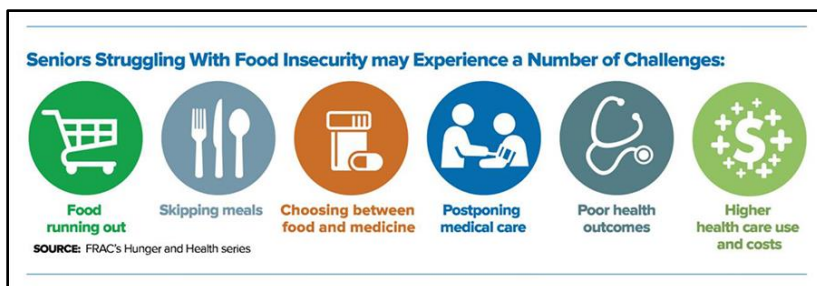 Seniors Struggling With Food Insecurity may Experience a Number of Challenges:
Food
running out
Skipping meals
Choosing between
food and medicine
Postponing
medical care
Poor health
outcomes
Higher
health care use
and costs
SOURCE: FRAC's Hunger and Health series